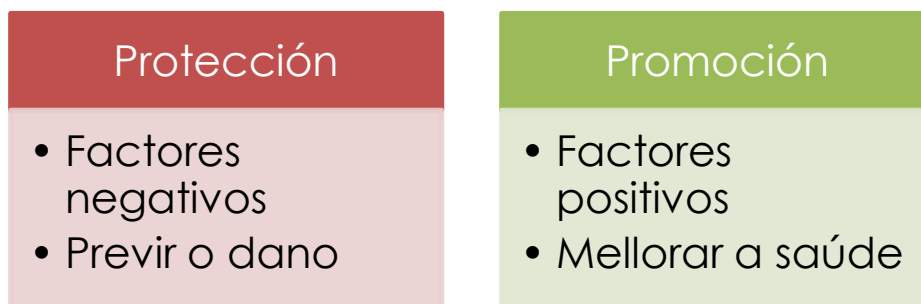 Protección
• Factores
negativos
• Previr o dano
Promoción
• Factores
positivos
• Mellorar a saúde